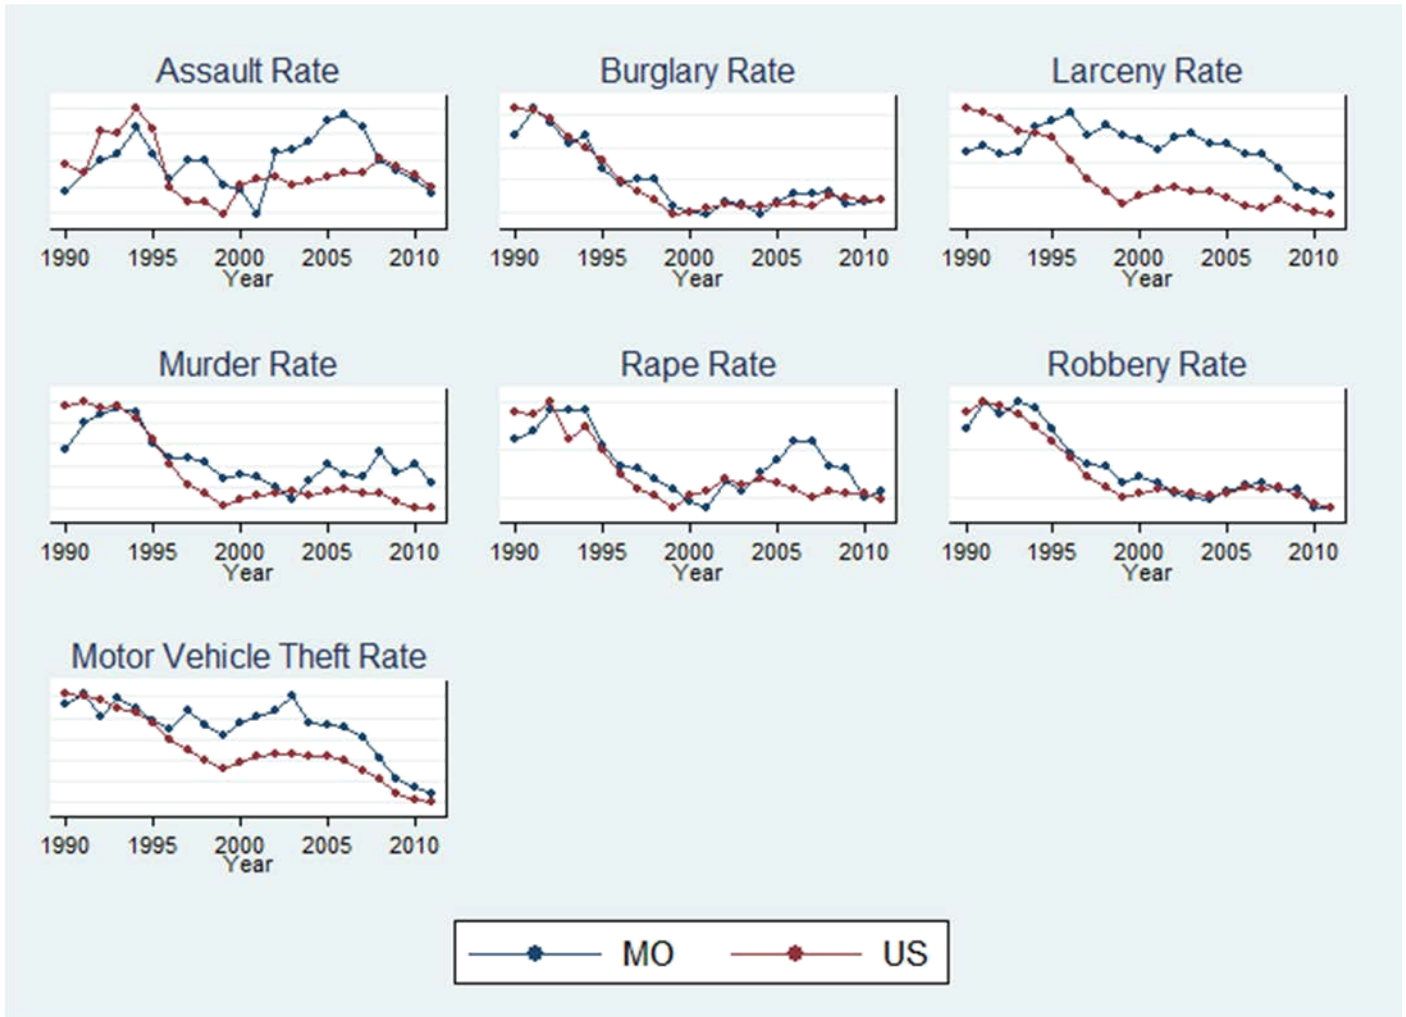 Assault Rate
Burglary Rate
Larceny Rate
1990 1995 2000 2005 2010
Year
1990 1995 2000 2005 2010
Year
1990 1995 2000 2005 2010
Year
Murder Rate
Rape Rate
Robbery Rate
1990 1995 2000 2005 2010
Year
1990 1995 2000 2005 2010
Year
1990 1995 2000 2005 2010
Year
Motor Vehicle Theft Rate
1990 1995 2000 2005 2010
Year
MO US